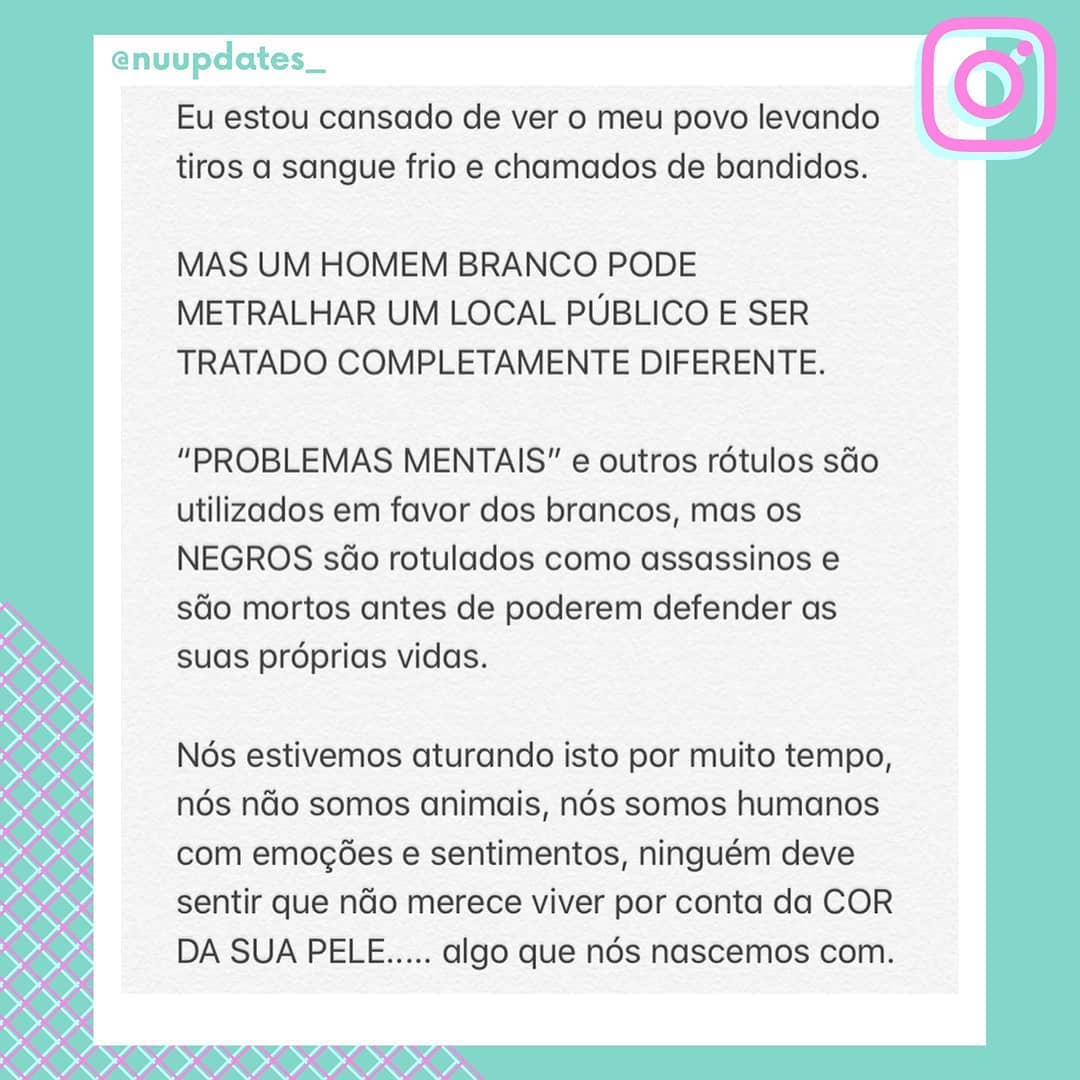 @nuupdates_
Eu estou cansado de ver o meu povo levando
tiros a sangue frio e chamados de bandidos.
MAS UM HOMEM BRANCO PODE
METRALHAR UM LOCAL PÚBLICO E SER
TRATADO COMPLETAMENTE DIFERENTE.
“PROBLEMAS MENTAIS” e outros rótulos são
utilizados em favor dos brancos, mas os
NEGROS são rotulados como assassinos e
são mortos antes de poderem defender as
suas próprias vidas.
Nós estivemos aturando isto por muito tempo,
nós não somos animais, nós somos humanos
com emoções e sentimentos, ninguém deve
sentir que não merece viver por conta da COR
DA SUA PELE..... algo que nós nascemos com.